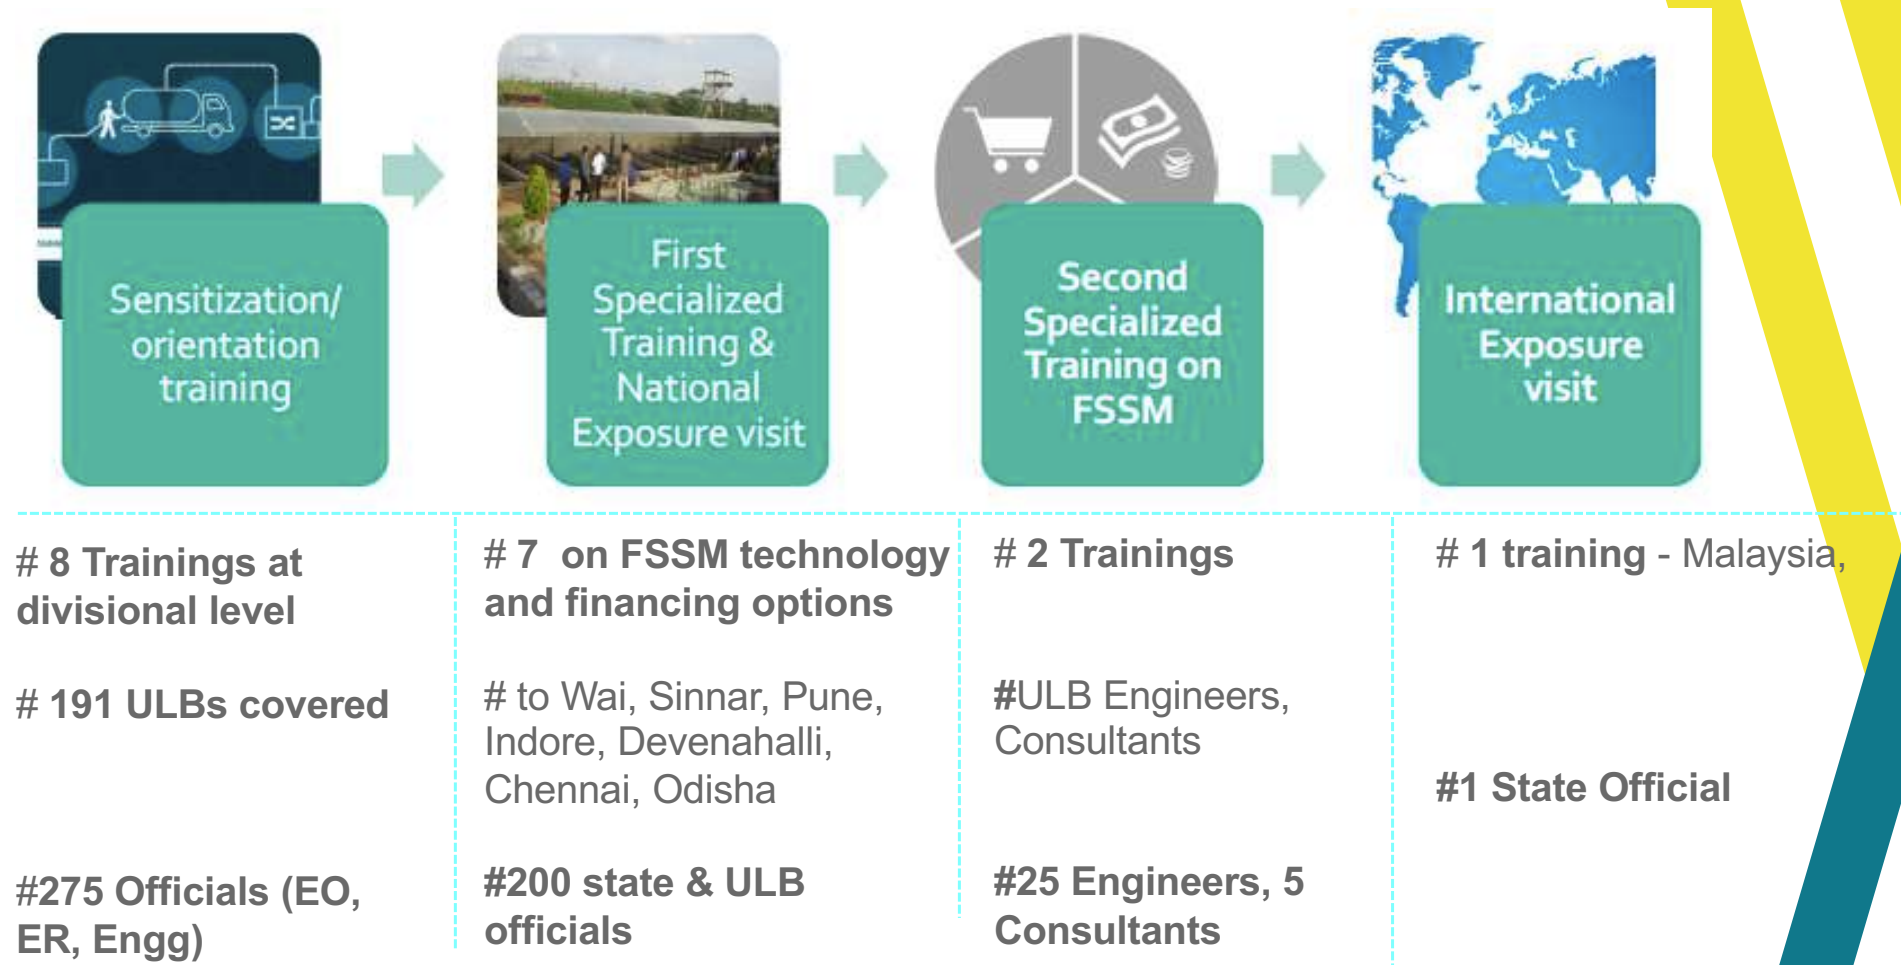 Sensitization/
orientation
training
First
Specialized
Training &
National
Exposure visit
Second
Specialized
Training on
FSSM
International
Exposure
visit
# 8 Trainings at
divisional level
# 191 ULBs covered
#275 Officials (EO,
ER, Engg)
# 7 on FSSM technology
and financing options
# to Wai, Sinnar, Pune,
Indore, Devenahalli,
Chennai, Odisha
#200 state & ULB
officials
# 2 Trainings
#ULB Engineers,
Consultants
#25 Engineers, 5
Consultants
# 1 training - Malaysia,
#1 State Official